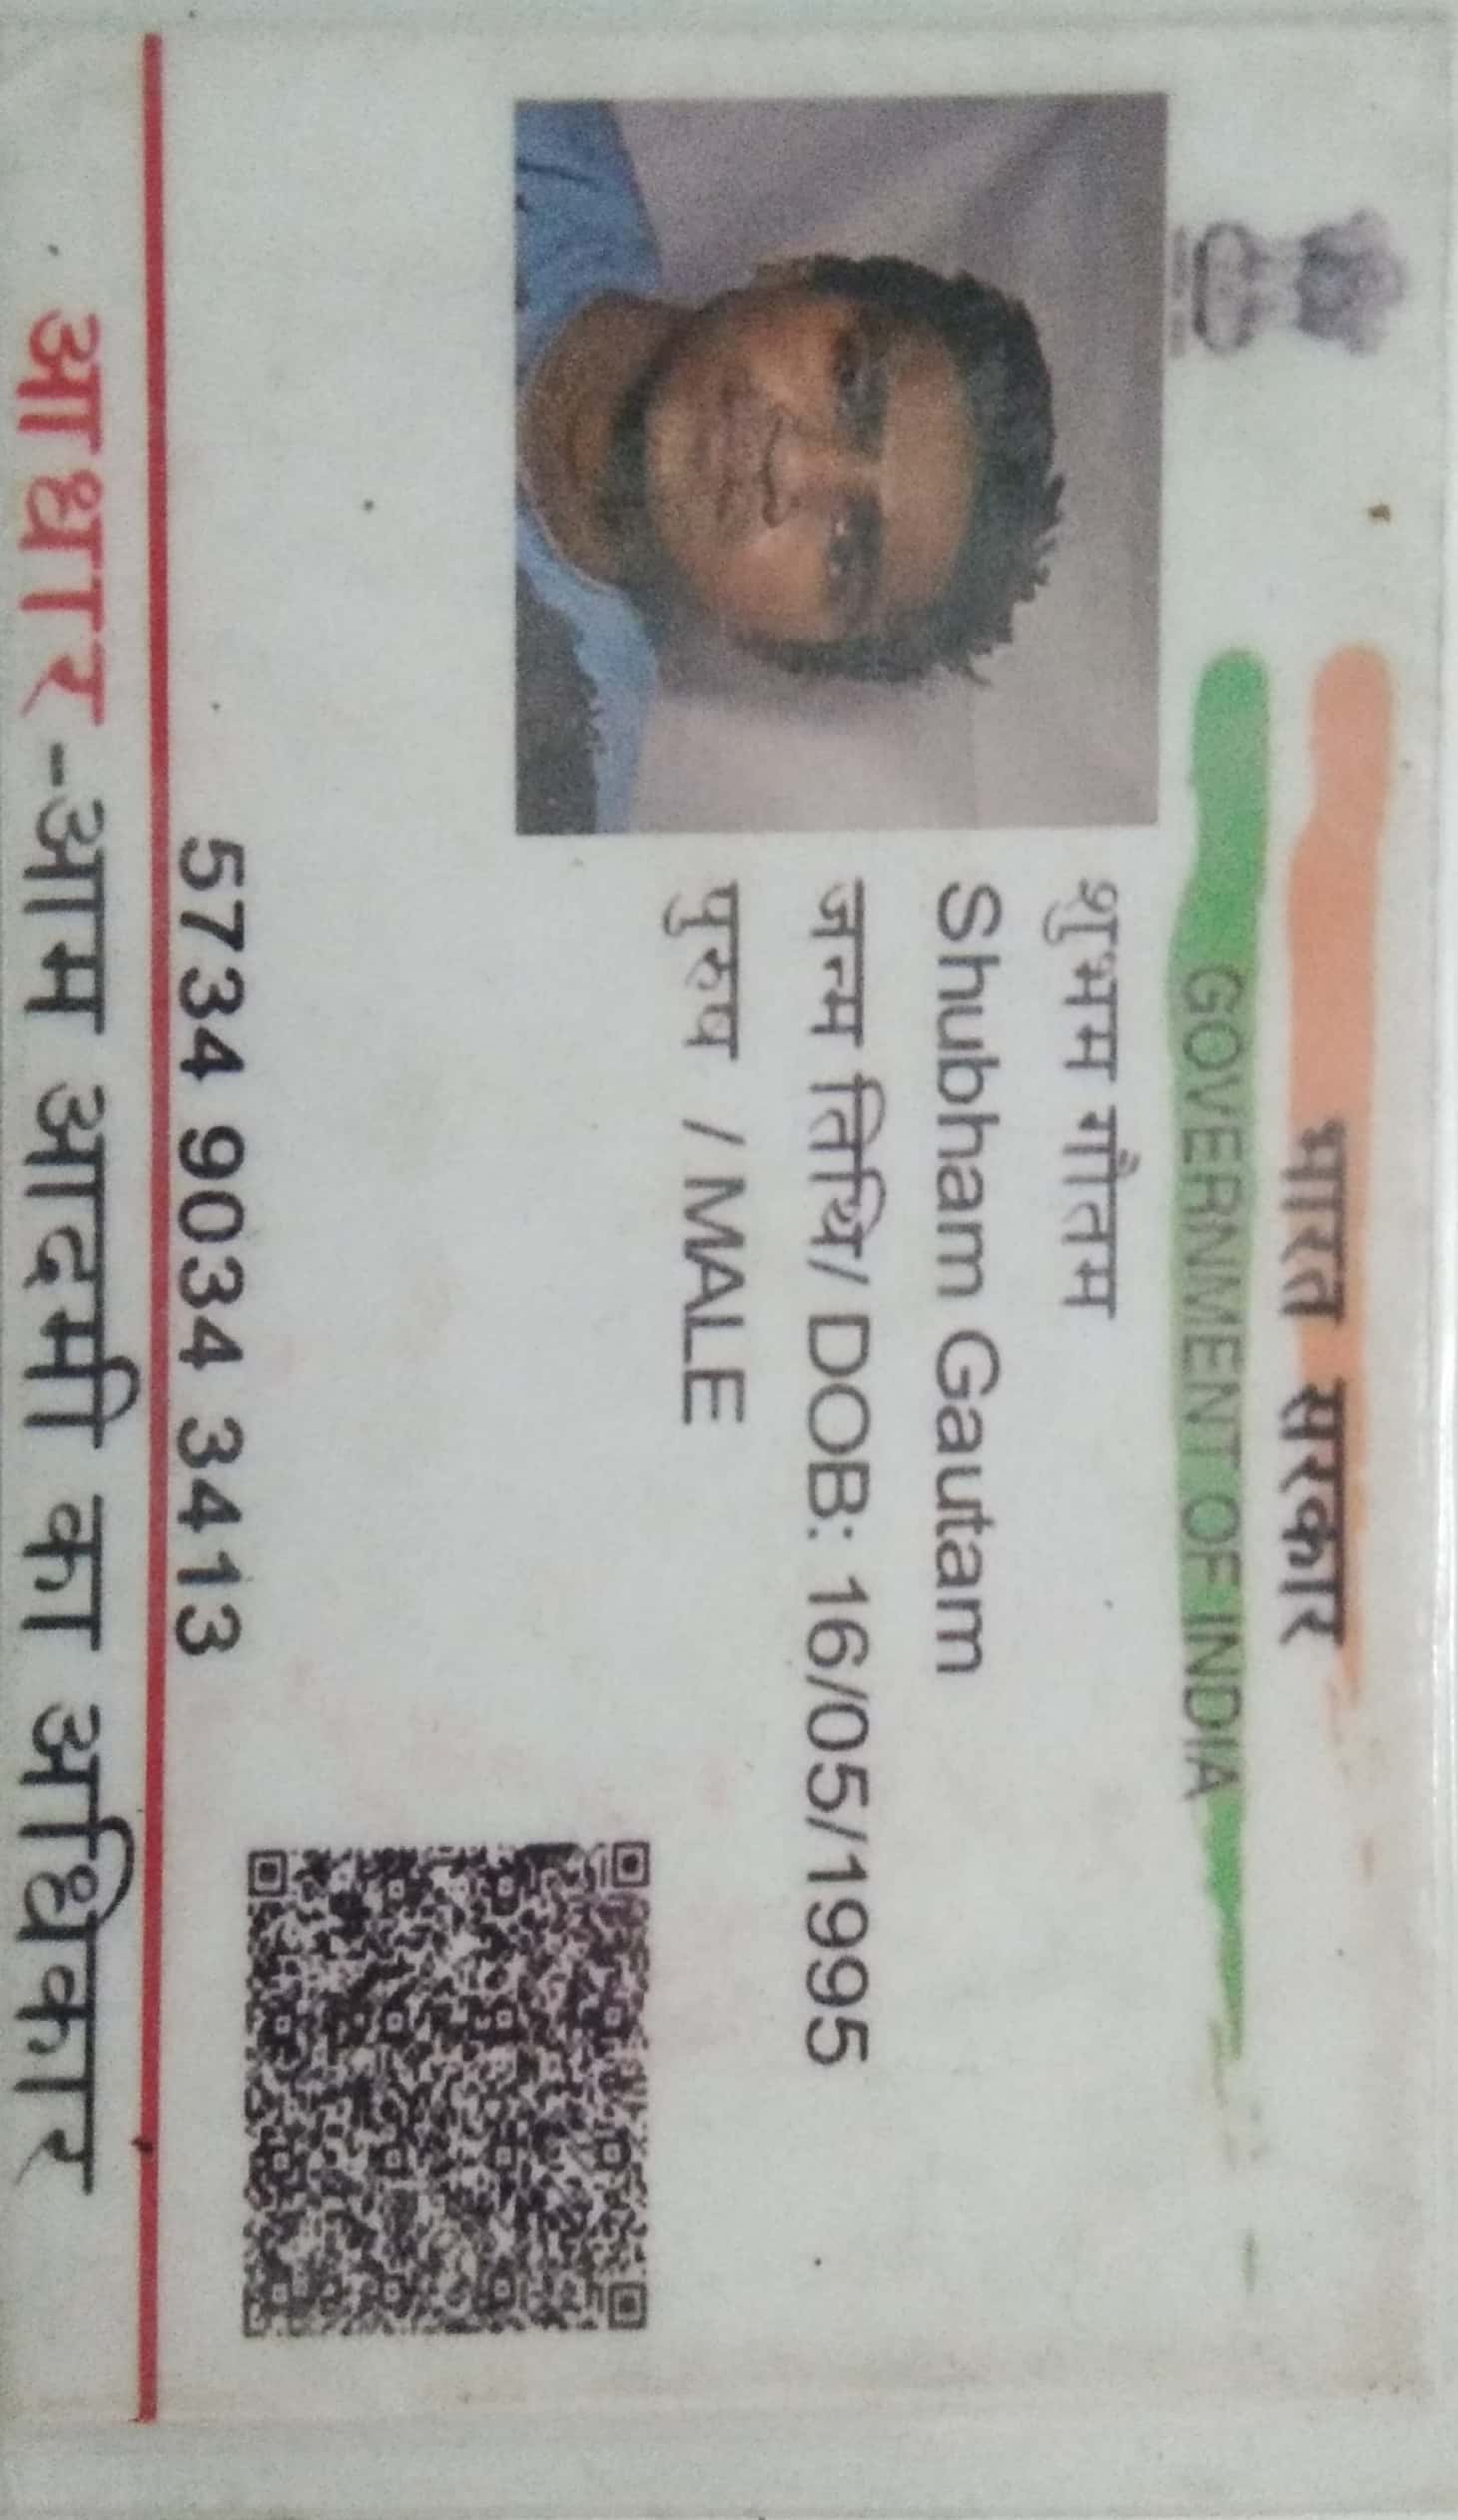 भारत सरकार
GOVERNMENT OF INDIA
शुभम गौतम
Shubham Gautam
जन्म तिथि/ DOB: 16/05/1995
पुरुष / MALE
5734 9034 3413
आधार-आम आदमी का अधिकार